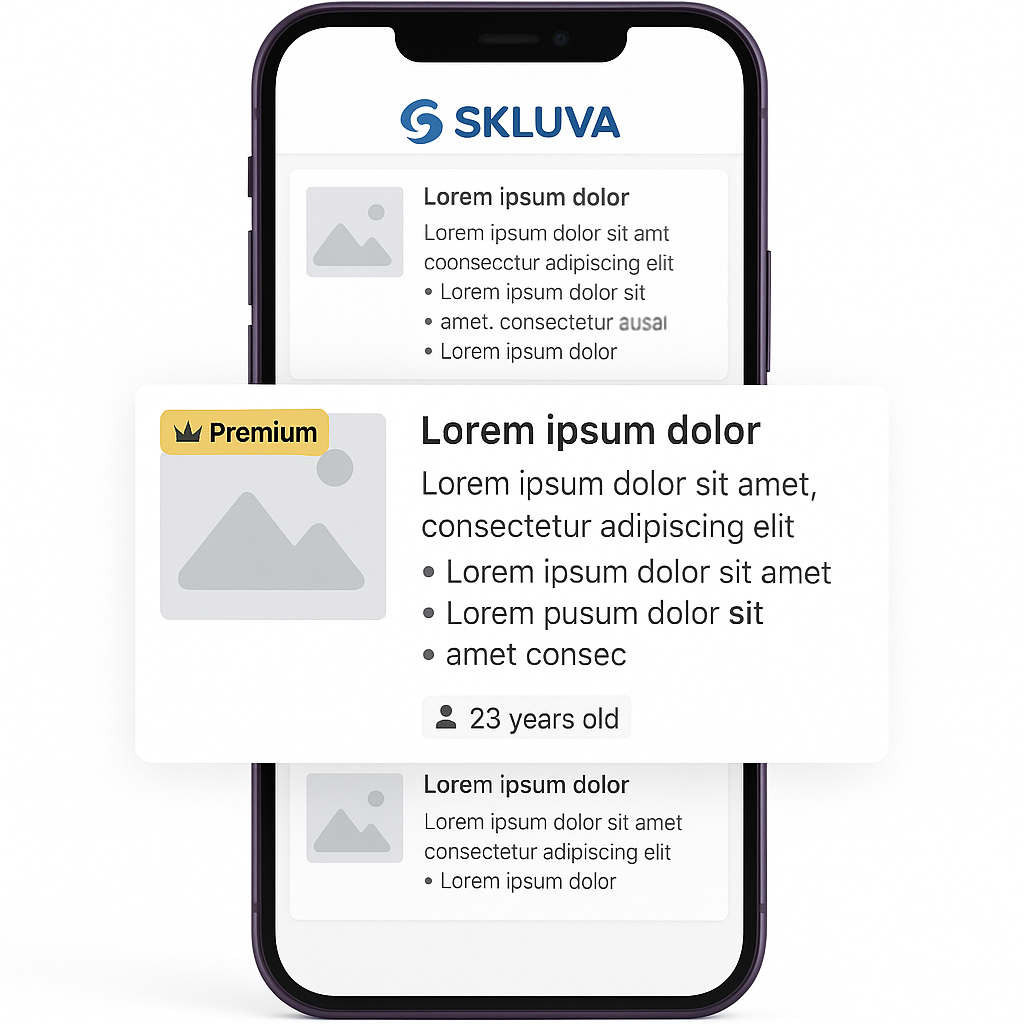 SKLUVA
Lorem ipsum dolor
Lorem ipsum dolor sit amt
coonsecctur adipiscing elit
• Lorem ipsum dolor sit
• amet. consectetur ausal
• Lorem ipsum dolor
Premium
Lorem ipsum dolor
Lorem ipsum dolor sit amet,
consectetur adipiscing elit
• Lorem ipsum dolor sit amet
• Lorem pusum dolor sit
• amet consec
23 years old
Lorem ipsum dolor
Lorem ipsum dolor sit amet
consectetur adipiscing elit
• Lorem ipsum dolor